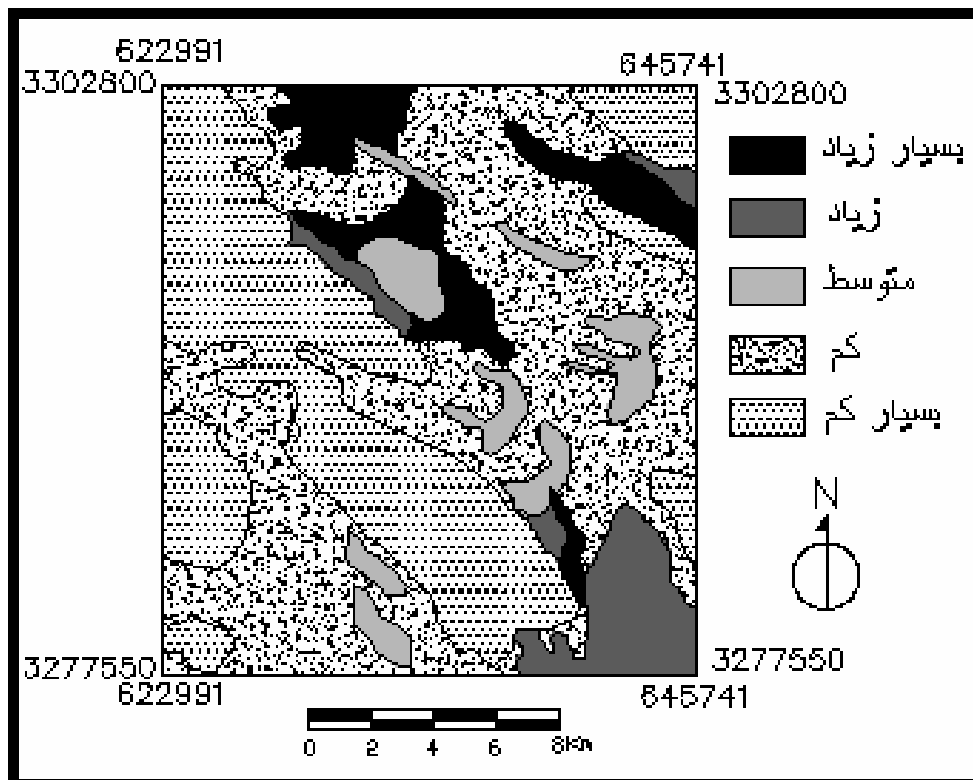 622991
645741
3302800
3302800
بسیار زیاد
زیاد
متوسط
کم
بسیار کم
N
3277550
3277550
622991
645741
0 2 4 6 8Km